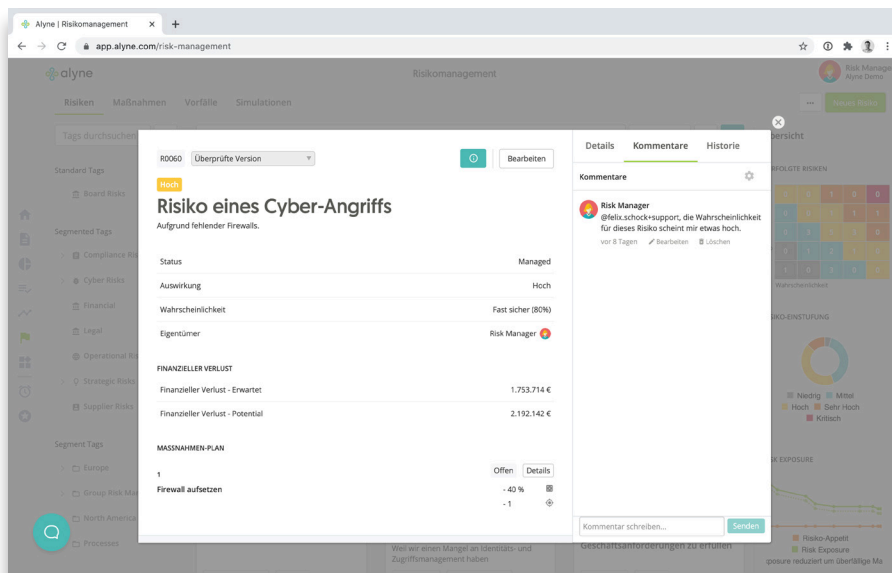 Alyne | Risikomanagement
app.alyne.com/risk-management
alyne
Risikomanagement
Risk Manage
Alyne Demo
Risiken Maßnahmen Vorfälle Simulationen
Neues Risiko
Tags durchsuchen
ersicht
Standard Tags
Board Risks
Segmented Tags
Compliance Ris
Cyber Risks
Financial
Legal
Operational Ris
Strategic Risks
Supplier Risks
Segment Tags
Europe
Group Risk Man
North America
Processes
R0060 Überprüfte Version
Bearbeiten
Hoch
Risiko eines Cyber-Angriffs
Aufgrund fehlender Firewalls.
Status Managed
Auswirkung Hoch
Wahrscheinlichkeit Fast sicher (80%)
Eigentümer Risk Manager
FINANZIELLER VERLUST
Finanzieller Verlust - Erwartet 1.753.714 €
Finanzieller Verlust - Potential 2.192.142 €
MASSNAHMEN-PLAN
1 Offen Details
Firewall aufsetzen - 40 %
- 1
Details Kommentare Historie
Kommentare
Risk Manager
@felix.schock+support, die Wahrscheinlichkeit
für dieses Risiko scheint mir etwas hoch.
vor 8 Tagen Bearbeiten Löschen
Kommentar schreiben... Senden
ERFOLGTE RISIKEN
Wahrscheinlichkeit
SIKO-EINSTUFUNG
Niedrig Mittel
Hoch Sehr Hoch
Kritisch
SK EXPOSURE
Risiko-Appetit
Risk Exposure
xposure reduziert um überfällige Ma
Weil wir einen Mangel an Identitäts- und
Zugriffsmanagement haben
Geschäftsanforderungen zu erfüllen